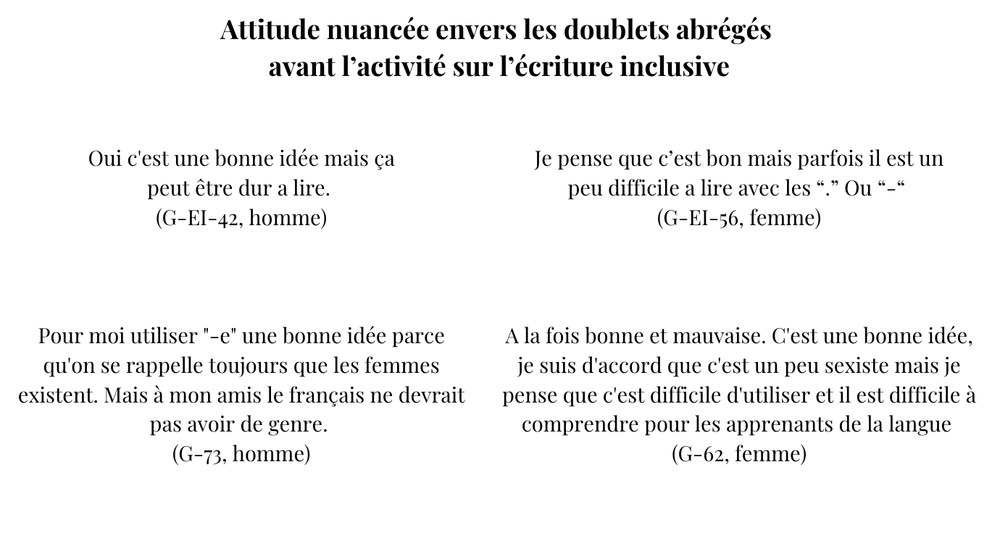 Attitude nuancée envers les doublets abrégés
avant l’activité sur l’écriture inclusive
Oui c'est une bonne idée mais ça
peut être dur a lire.
(G-EI-42, homme)
Je pense que c’est bon mais parfois il est un
peu difficile a lire avec les “.” Ou “-“
(G-EI-56, femme)
Pour moi utiliser "-e" une bonne idée parce
qu'on se rappelle toujours que les femmes
existent. Mais à mon amis le français ne devrait
pas avoir de genre.
(G-73, homme)
A la fois bonne et mauvaise. C'est une bonne idée,
je suis d'accord que c'est un peu sexiste mais je
pense que c'est difficile d'utiliser et il est difficile à
comprendre pour les apprenants de la langue
(G-62, femme)